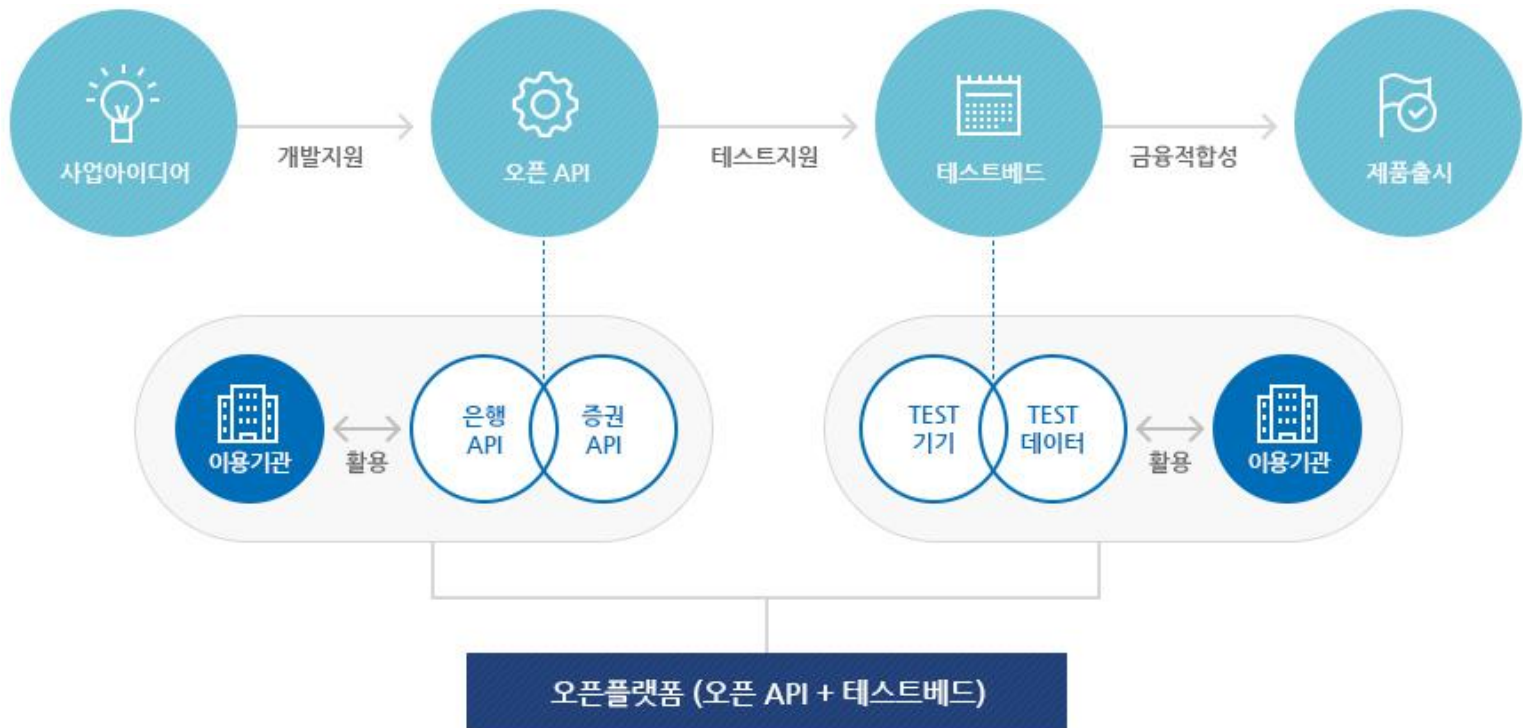 사업아이디어
개발지원
오픈 API
테스트지원
테스트베드
금융적합성
제품출시
이용기관
활용
은행
API
증권
API
TEST
기기
TEST
데이터
활용
이용기관
오픈플랫폼 (오픈 API + 테스트베드)